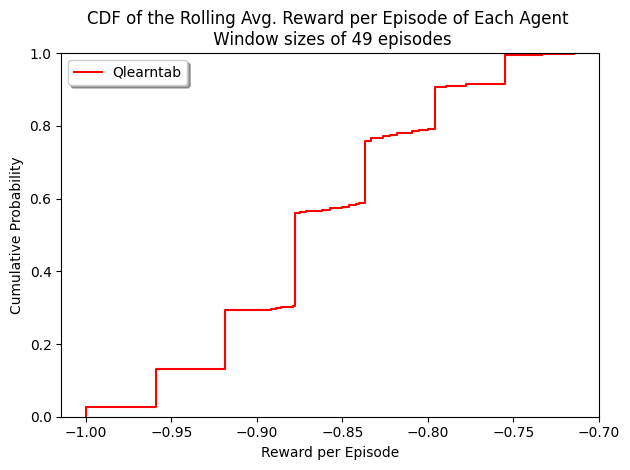 CDF of the Rolling Avg. Reward per Episode of Each Agent
Window sizes of 49 episodes
Qlearntab
Cumulative Probability
1.0
0.8
0.6
0.4
0.2
0.0
−1.00
−0.95
−0.90
−0.85
−0.80
−0.75
−0.70
Reward per Episode